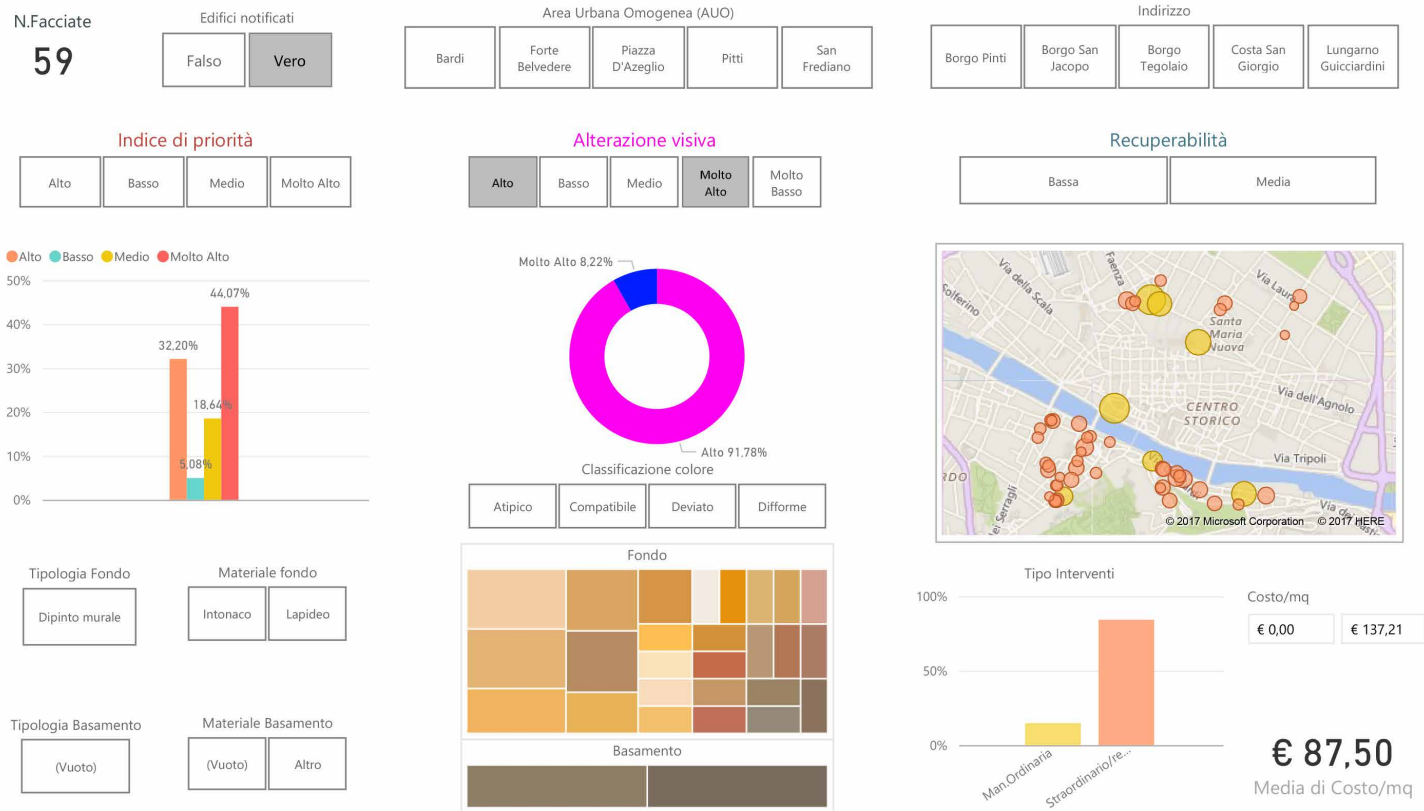 N.Facciate
59
Edifici notificati
Falso
Vero
Area Urbana Omogenea (AUO)
Bardi
Forte
Belvedere
Piazza
D'Azeglio
Pitti
San
Frediano
Indirizzo
Borgo Pinti
Borgo San
Jacopo
Borgo
Tegolaio
Costa San
Giorgio
Lungarno
Guicciardini
Indice di priorità
Alto
Basso
Medio
Molto Alto
Alterazione visiva
Alto
Basso
Medio
Molto
Alto
Molto
Basso
Recuperabilità
Bassa
Media
Alto
Basso
Medio
Molto Alto
50%
40%
30%
20%
10%
0%
32,20%
5,08%
18,64%
44,07%
Molto Alto 8,22%
Alto 91,78%
Classificazione colore
Atipico
Compatibile
Deviato
Difforme
Via della Scala
Faenza
Solferino
Via Laura
Santa
Maria
Nuova
Via dell'Agnolo
CENTRO
STORICO
Via Tripoli
RDO
ei Serragli
© 2017 Microsoft Corporation
© 2017 HERE
Tipologia Fondo
Dipinto murale
Materiale fondo
Intonaco
Lapideo
Fondo
Tipologia Basamento
(Vuoto)
Materiale Basamento
(Vuoto)
Altro
Basamento
Tipo Interventi
100%
50%
0%
Man.Ordinaria
Straordinario/re...
Costo/mq
€ 0,00
€ 137,21
€ 87,50
Media di Costo/mq